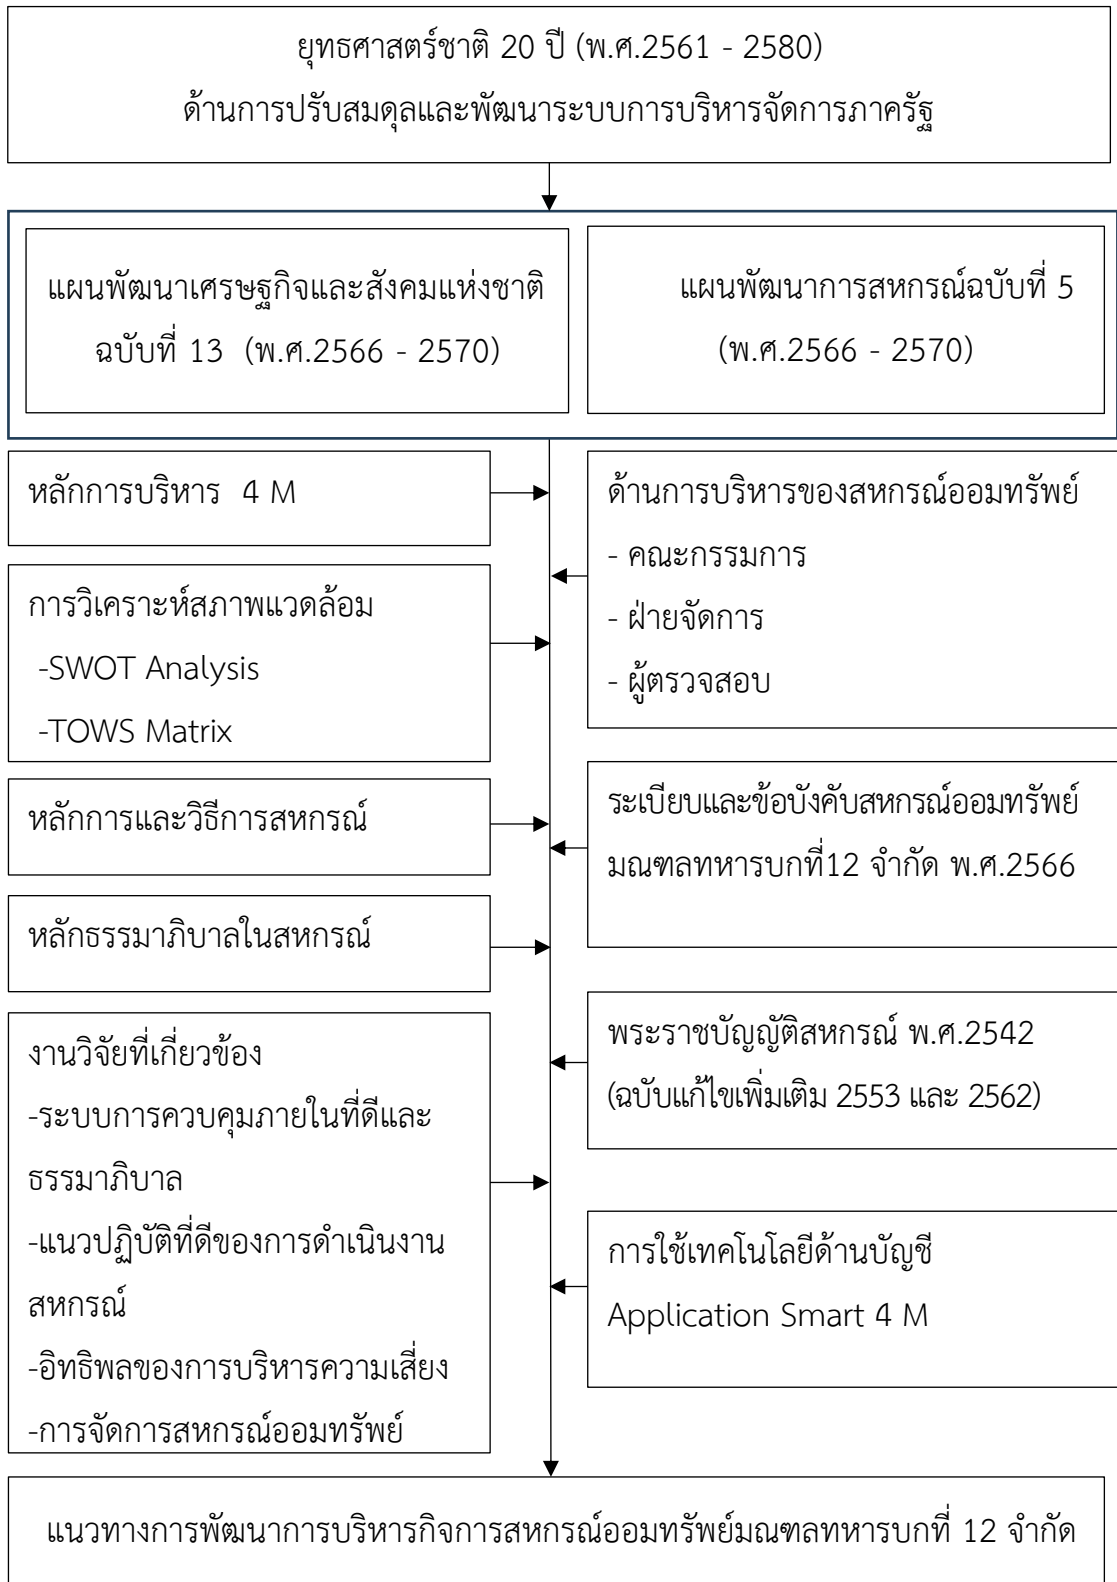 ยุทธศาสตร์ชาติ 20 ปี (พ.ศ.2561 - 2580)
ด้านการปรับสมดุลและพัฒนาระบบการบริหารจัดการภาครัฐ
แผนพัฒนาเศรษฐกิจและสังคมแห่งชาติ
ฉบับที่ 13 (พ.ศ.2566 - 2570)
แผนพัฒนาการสหกรณ์ฉบับที่ 5
(พ.ศ.2566 - 2570)
หลักการบริหาร 4 M
การวิเคราะห์สภาพแวดล้อม
-SWOT Analysis
-TOWS Matrix
หลักการและวิธีการสหกรณ์
หลักธรรมาภิบาลในสหกรณ์
งานวิจัยที่เกี่ยวข้อง
-ระบบการควบคุมภายในที่ดีและ
ธรรมาภิบาล
-แนวปฏิบัติที่ดีของการดำเนินงาน
สหกรณ์
-อิทธิพลของการบริหารความเสี่ยง
-การจัดการสหกรณ์ออมทรัพย์
ด้านการบริหารของสหกรณ์ออมทรัพย์
- คณะกรรมการ
- ฝ่ายจัดการ
- ผู้ตรวจสอบ
ระเบียบและข้อบังคับสหกรณ์ออมทรัพย์
มณฑลทหารบกที่12 จำกัด พ.ศ.2566
พระราชบัญญัติสหกรณ์ พ.ศ.2542
(ฉบับแก้ไขเพิ่มเติม 2553 และ 2562)
การใช้เทคโนโลยีด้านบัญชี
Application Smart 4 M
แนวทางการพัฒนาการบริหารกิจการสหกรณ์ออมทรัพย์มณฑลทหารบกที่ 12 จำกัด